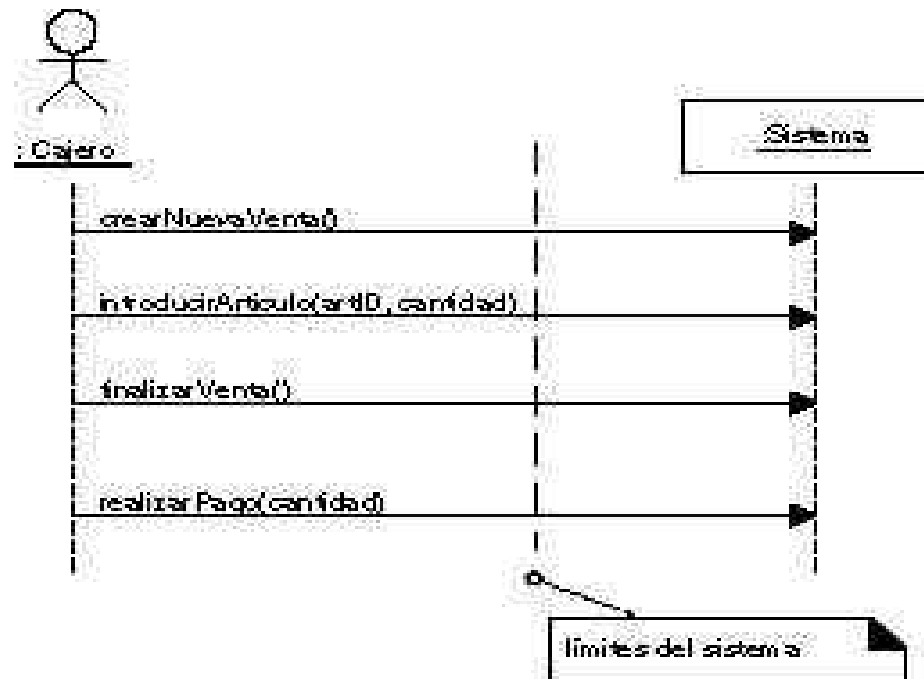 : Cajero
Sistema
crearNuevaVenta()
introducirArticulo(artID, cantidad)
finalizarVenta()
realizarPago(cantidad)
límites del sistema